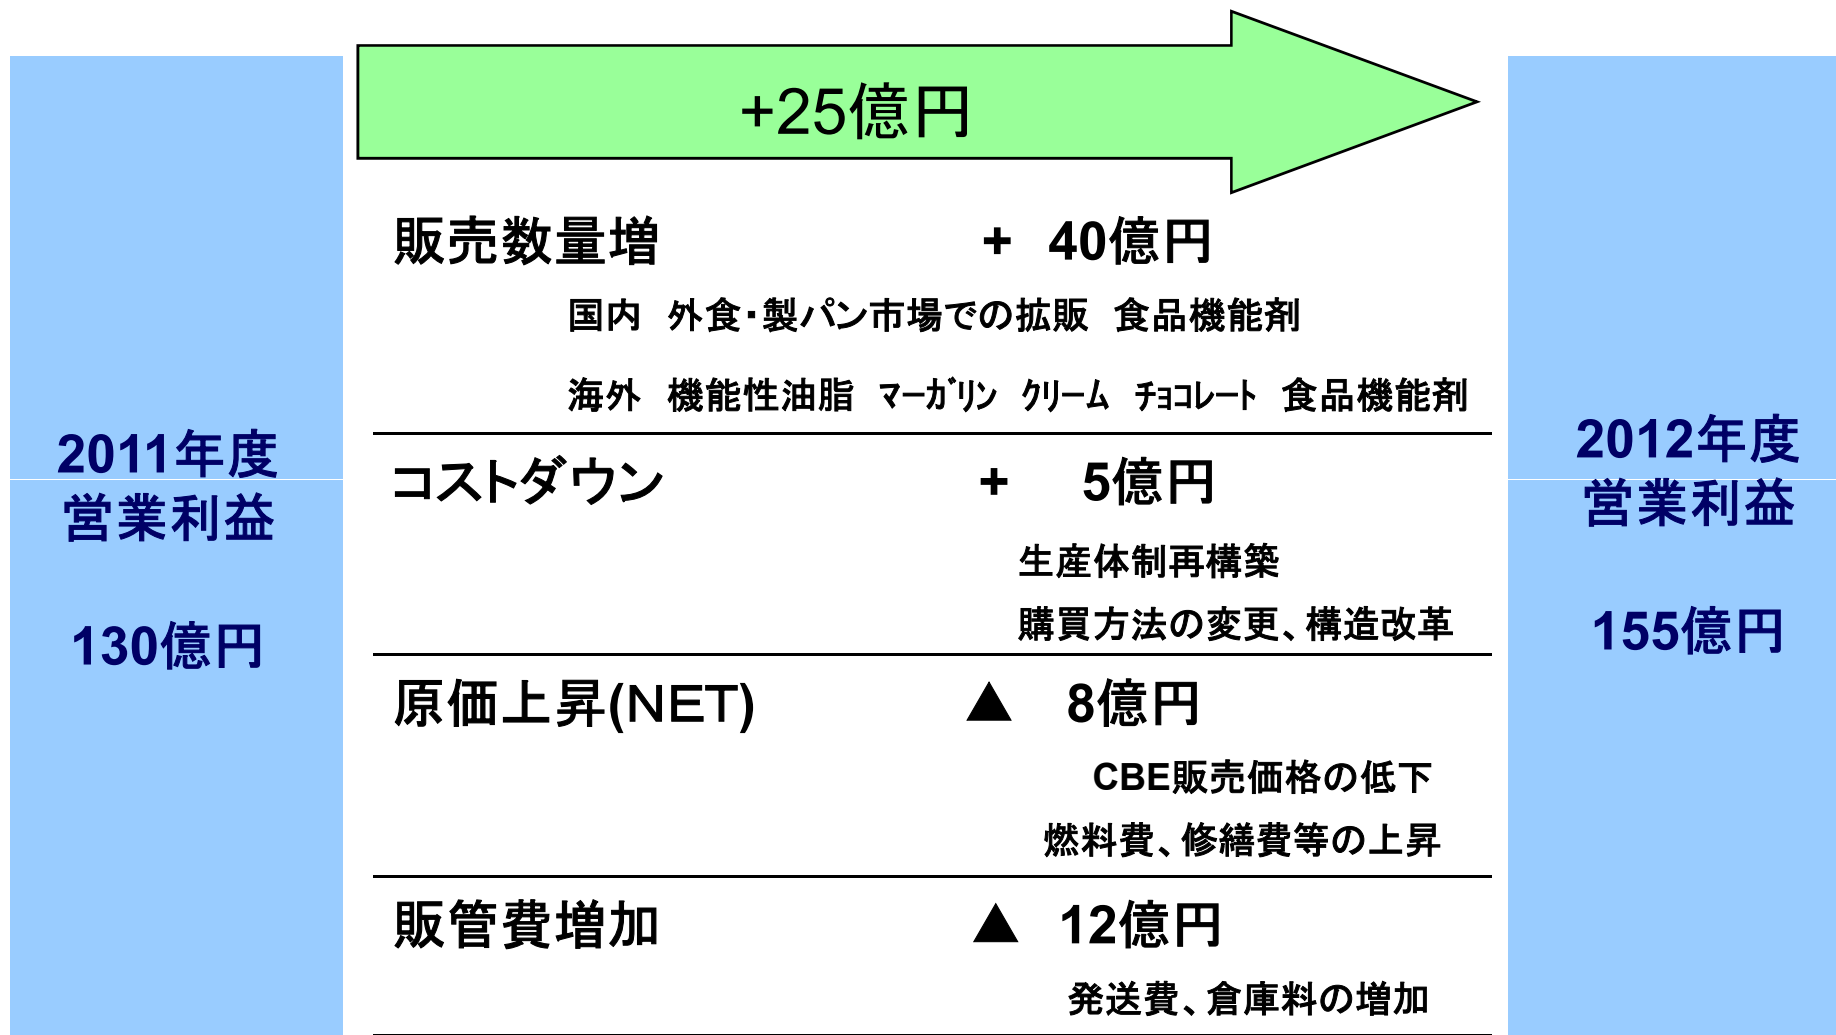 +25億円
2011年度
営業利益
130億円
販売数量増 + 40億円
国内 外食・製パン市場での拡販 食品機能剤
海外 機能性油脂 ﾏｰｶﾞﾘﾝ ｸﾘｰﾑ ﾁｮｺﾚｰﾄ 食品機能剤
コストダウン + 5億円
生産体制再構築
購買方法の変更、構造改革
原価上昇(NET) ▲ 8億円
CBE販売価格の低下
燃料費、修繕費等の上昇
販管費増加 ▲ 12億円
発送費、倉庫料の増加
2012年度
営業利益
155億円